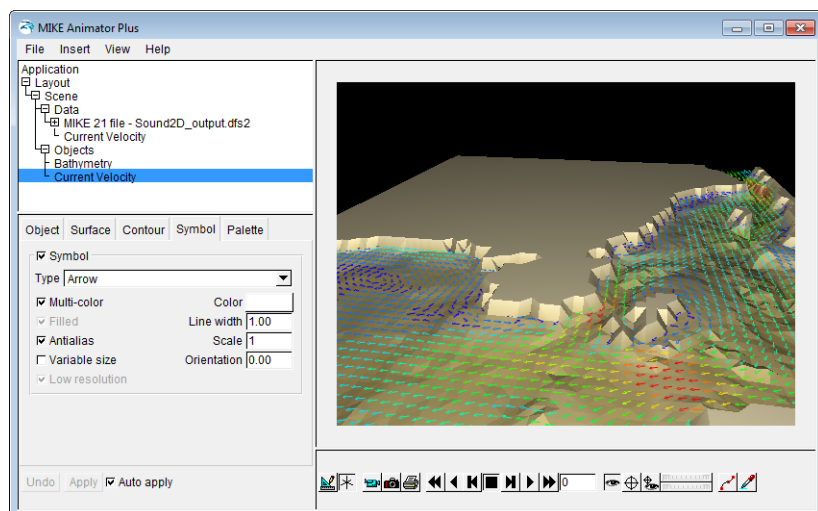 MIKE Animator Plus
File Insert View Help
Application
Layout
Scene
Data
MIKE 21 file - Sound2D_output.dfs2
Current Velocity
Objects
Bathymetry
Current Velocity
Object Surface Contour Symbol Palette
Symbol
Type Arrow
Multi-color Color
Filled Line width 1.00
Antialias Scale 1
Variable size Orientation 0.00
Low resolution
Undo Apply Auto apply 0